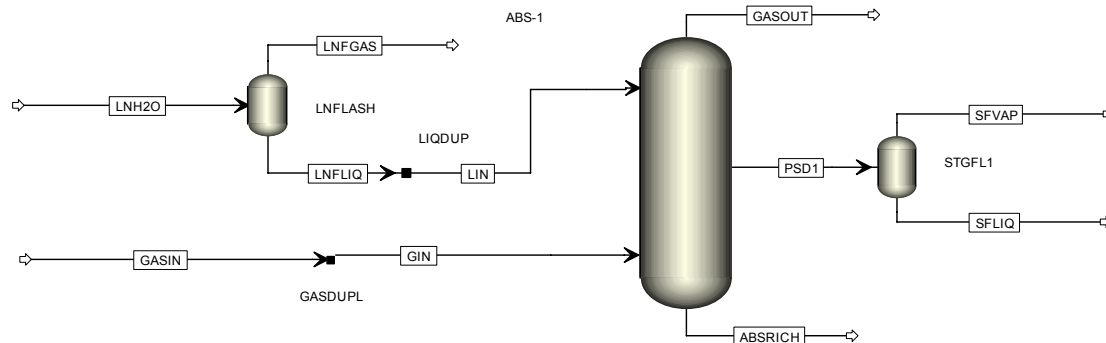 GASOUT
ABS-1
LNFGAS
LNH2O
LNFLASH
SFVAP
LIQDUP
LNFLIQ
LIN
PSD1
STGFL1
SFLIQ
GASIN
GIN
GASDUPL
ABSRICH